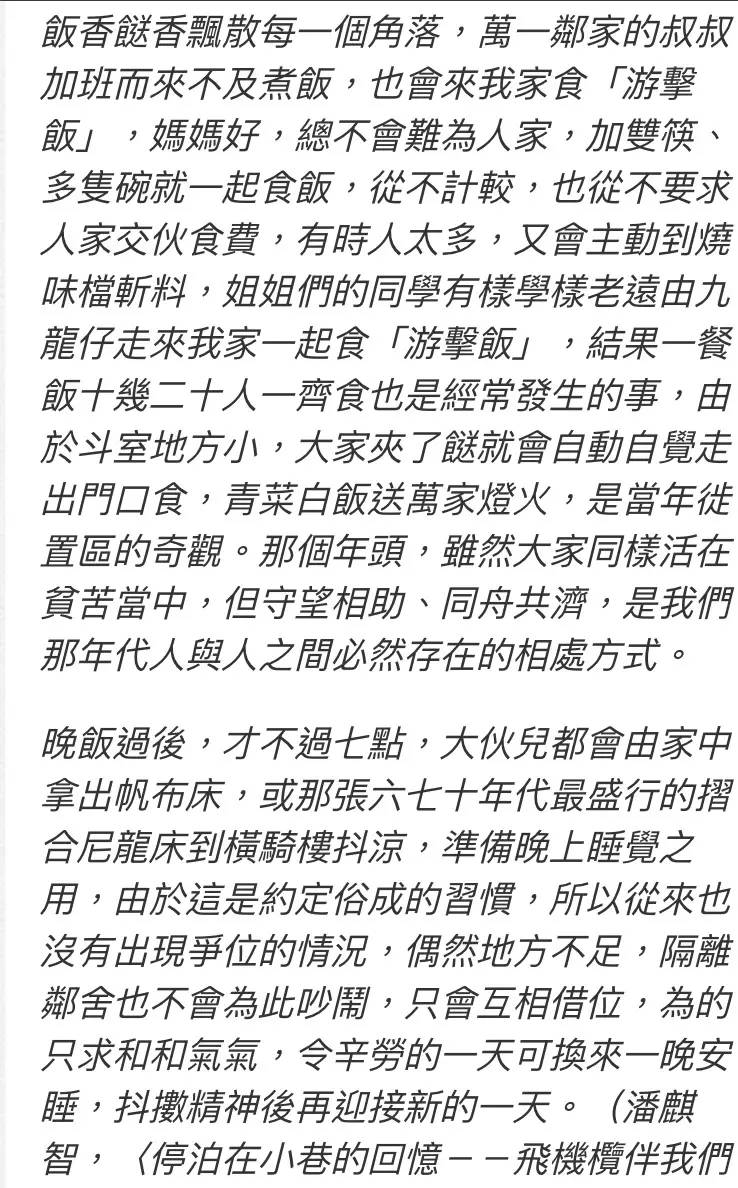 飯香餸香飄散每一個角落，萬一鄰家的叔叔
加班而來不及煮飯，也會來我家食「游擊
飯」，媽媽好，總不會難為人家，加雙筷、
多隻碗就一起食飯，從不計較，也從不要求
人家交伙食費，有時人太多，又會主動到燒
味檔斬料，姐姐們的同學有樣學樣老遠由九
龍仔走來我家一起食「游擊飯」，結果一餐
飯十幾二十人一齊食也是經常發生的事，由
於斗室地方小，大家夾了餸就會自動自覺走
出門口食，青菜白飯送萬家燈火，是當年徙
置區的奇觀。那個年頭，雖然大家同樣活在
貧苦當中，但守望相助、同舟共濟，是我們
那年代人與人之間必然存在的相處方式。
晚飯過後，才不過七點，大伙兒都會由家中
拿出帆布床，或那張六七十年代最盛行的摺
合尼龍床到橫騎樓抖涼，準備晚上睡覺之
用，由於這是約定俗成的習慣，所以從來也
沒有出現爭位的情況，偶然地方不足，隔離
鄰舍也不會為此吵鬧，只會互相借位，為的
只求和和氣氣，令辛勞的一天可換來一晚安
睡，抖擻精神後再迎接新的一天。（潘麒
智，〈停泊在小巷的回憶－－飛機欖伴我們